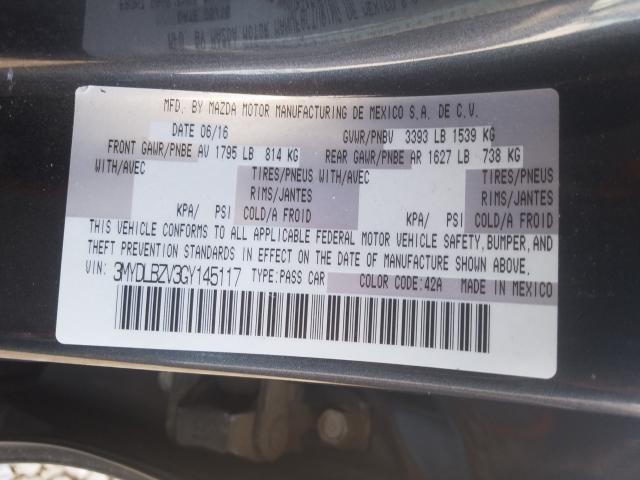 MFD. BY MAZDA MOTOR MANUFACTURING DE MEXICO S.A. DE C.V.
DATE 06/16 GVWR/PNBV 3393 LB 1539 KG
FRONT GAWR/PNBE AV 1795 LB 814 KG REAR GAWR/PNBE AR 1627 LB 738 KG
WITH/AVEC TIRES/PNEUS WITH/AVEC TIRES/PNEUS
RIMS/JANTES RIMS/JANTES
KPA/ PSI COLD/A FROID KPA/ PSI COLD/A FROID
THIS VEHICLE CONFORMS TO ALL APPLICABLE FEDERAL MOTOR VEHICLE SAFETY, BUMPER, AND
THEFT PREVENTION STANDARDS IN EFFECT ON THE DATE OF MANUFACTURE SHOWN ABOVE.
VIN: 3MYDLBZV3GY145117 TYPE:PASS CAR COLOR CODE:42A MADE IN MEXICO